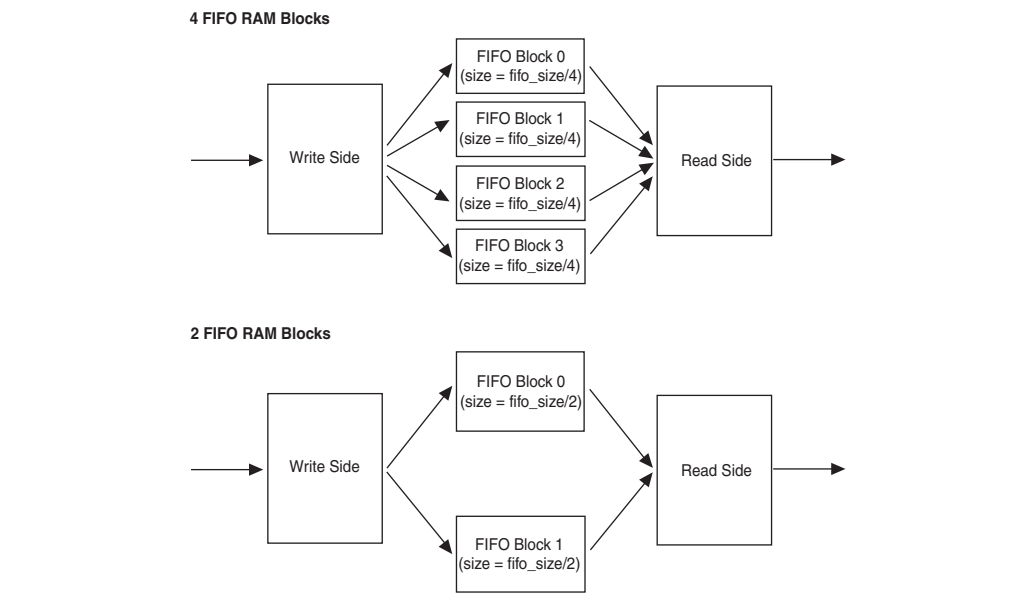 4 FIFO RAM Blocks
Write Side
FIFO Block 0
(size = fifo_size/4)
FIFO Block 1
(size = fifo_size/4)
FIFO Block 2
(size = fifo_size/4)
FIFO Block 3
(size = fifo_size/4)
Read Side
2 FIFO RAM Blocks
Write Side
FIFO Block 0
(size = fifo_size/2)
FIFO Block 1
(size = fifo_size/2)
Read Side